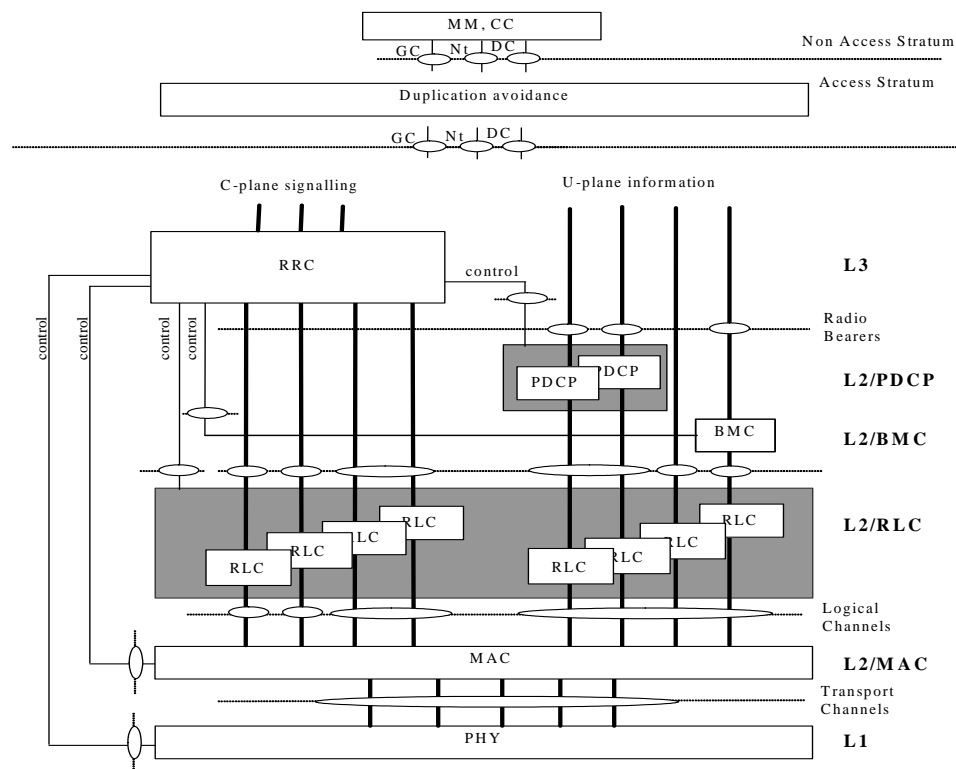 MM, CC
GC Nt DC
Non Access Stratum
Access Stratum
Duplication avoidance
GC Nt DC
C-plane signalling
U-plane information
RRC
control
L3
control
control
control
control
Radio
Bearers
PDCP
PDCP
L2/PDCP
BMC
L2/BMC
RLC
RLC
RLC
RLC
RLC
RLC
RLC
RLC
L2/RLC
Logical
Channels
MAC
L2/MAC
Transport
Channels
PHY
L1